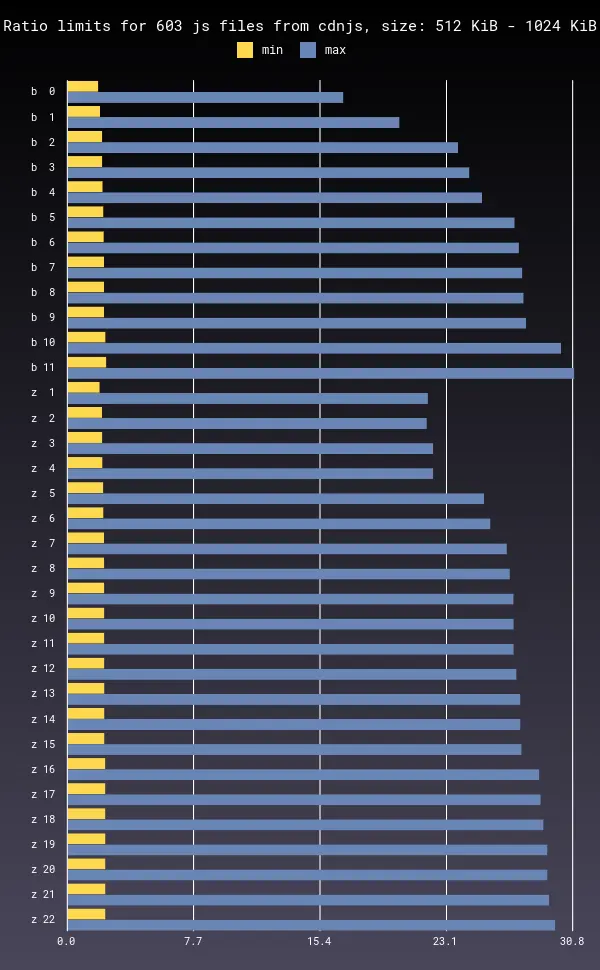 Ratio limits for 603 js files from cdnjs, size: 512 KiB - 1024 KiB
min max
b 0
b 1
b 2
b 3
b 4
b 5
b 6
b 7
b 8
b 9
b 10
b 11
z 1
z 2
z 3
z 4
z 5
z 6
z 7
z 8
z 9
z 10
z 11
z 12
z 13
z 14
z 15
z 16
z 17
z 18
z 19
z 20
z 21
z 22
0.0 7.7 15.4 23.1 30.8